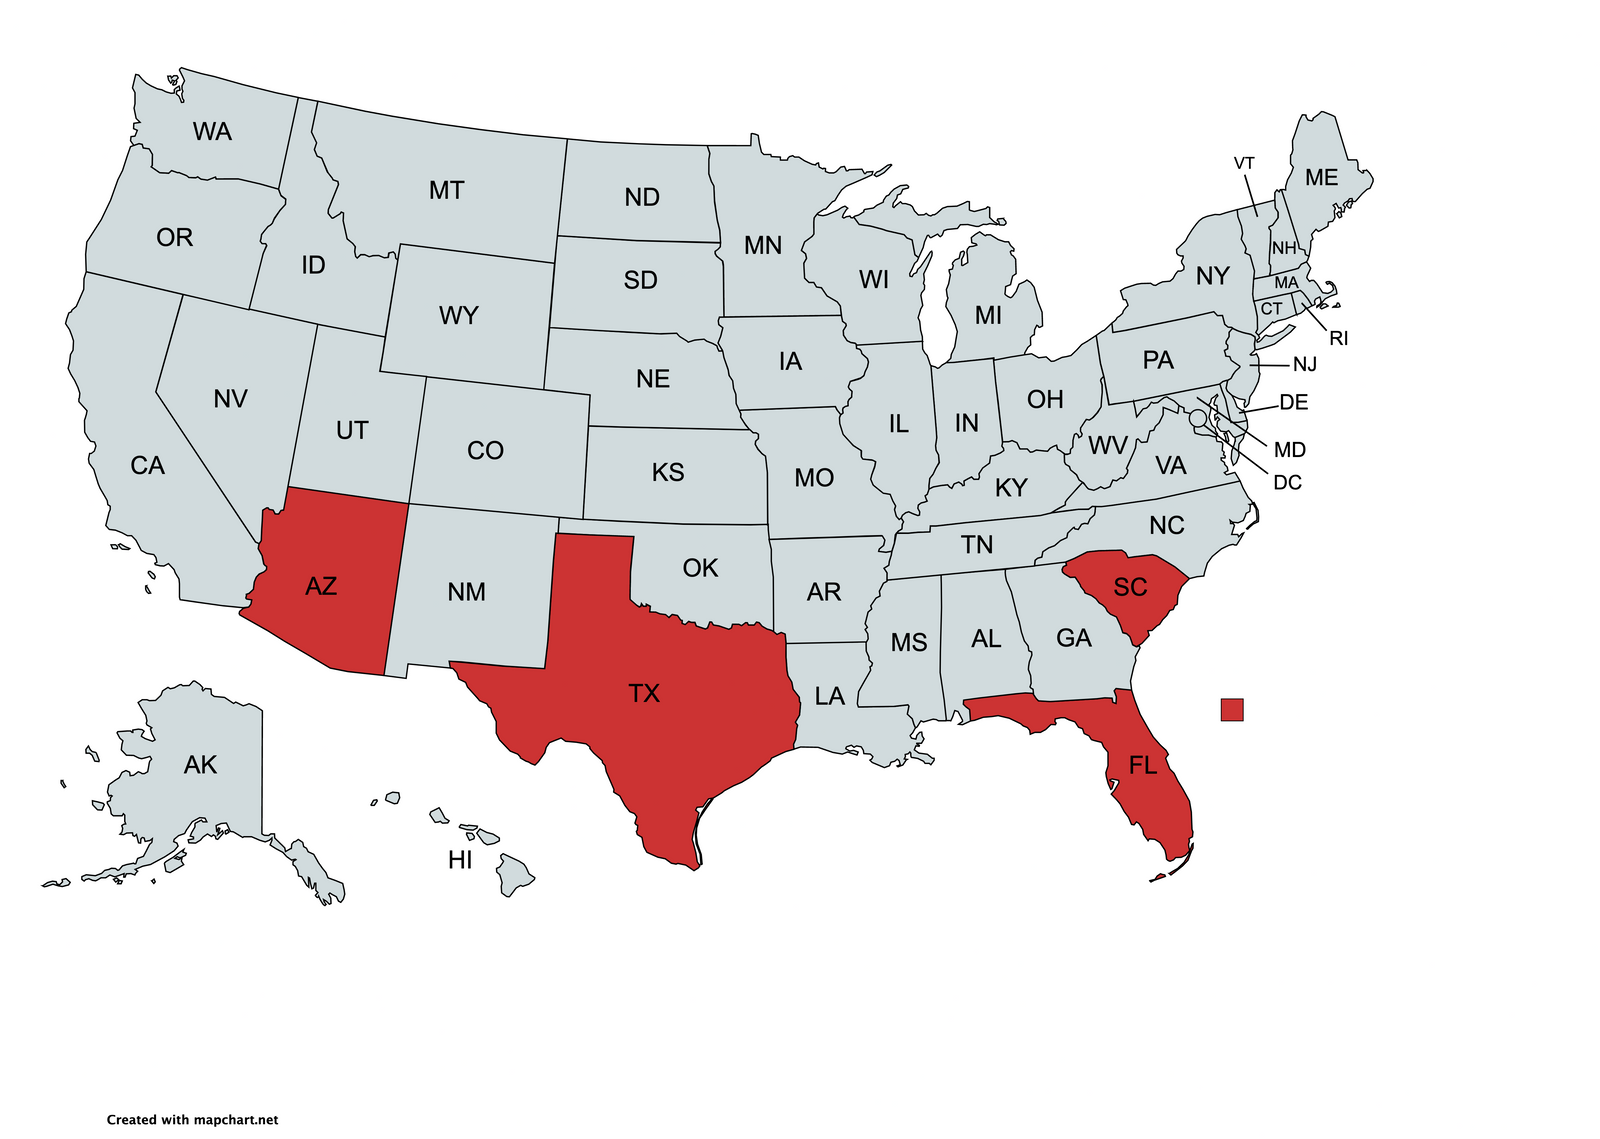 WA
MT
ND
MN
VT
ME
OR
ID
SD
WI
NY
NH
WY
MI
MA
CT
RI
NV
UT
CO
NE
IA
IL
IN
OH
PA
NJ
DE
MD
DC
CA
KS
MO
KY
WV
VA
NC
AZ
NM
OK
AR
TN
SC
MS
AL
GA
TX
LA
FL
AK
HI
Created with mapchart.net